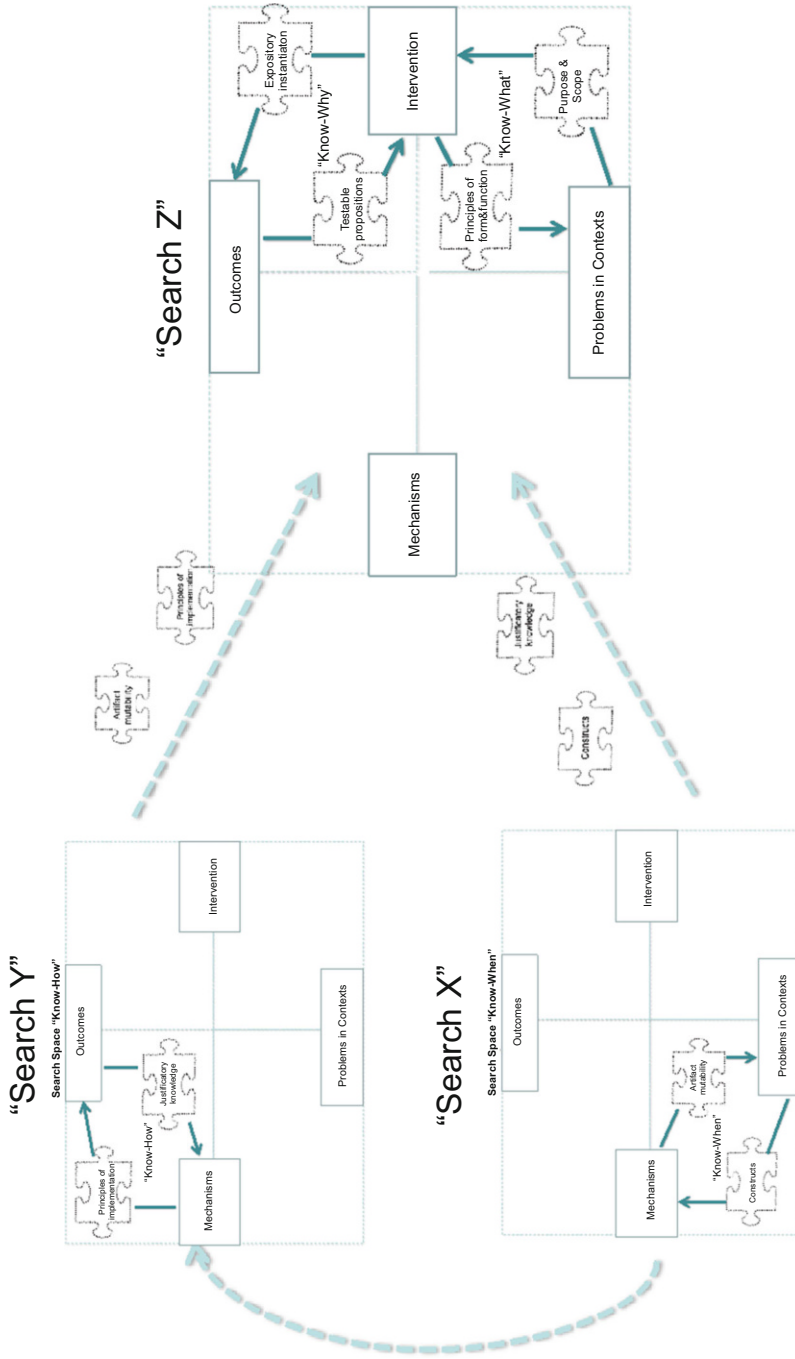 “Search Y”
Search Space “Know-How”
Outcomes
Principles of
implementation
Justificatory
knowledge
“Know-How”
Mechanisms
Intervention
Problems in Contexts
“Search X”
Search Space “Know-When”
Outcomes
Mechanisms
Intervention
Artifact
mutability
“Know-When”
Constructs
Problems in Contexts
Artifact
mutability
Principles of
implementation
Constructs
Justificatory
knowledge
“Search Z”
Outcomes
Expository
instantiaton
“Know-Why”
Testable
propositions
Mechanisms
Intervention
“Know-What”
Principles of
form&function
Purpose &
Scope
Problems in Contexts